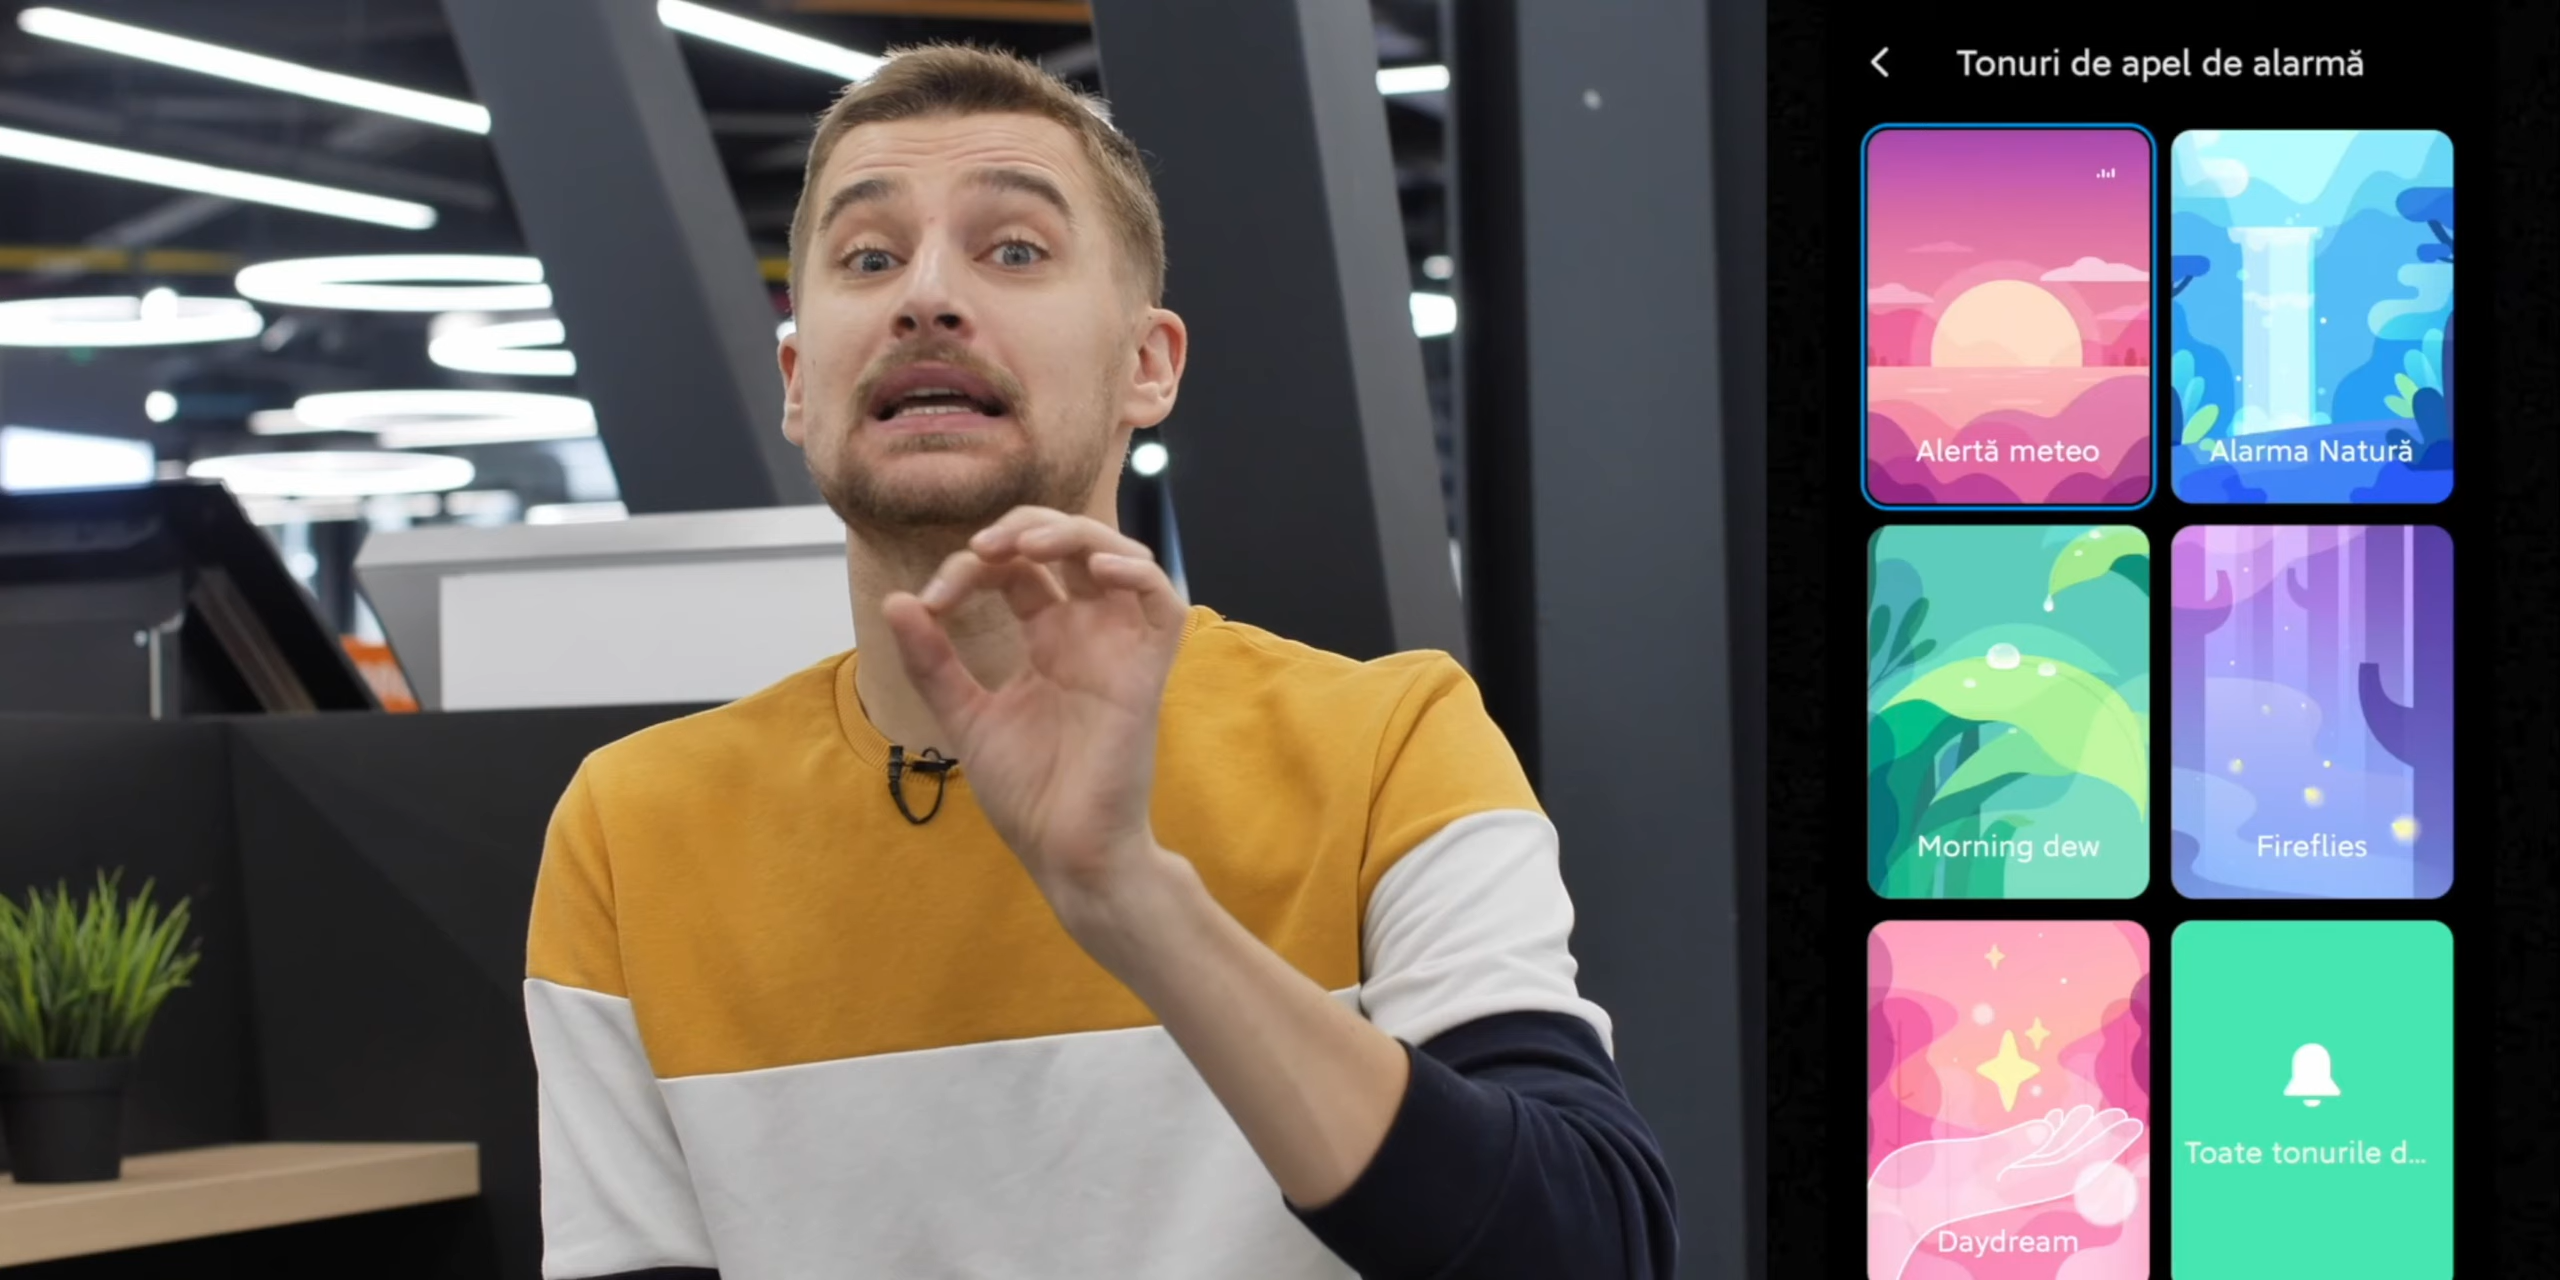 Tonuri de apel de alarmă
Alertă meteo
Alarma Natură
Morning dew
Fireflies
Daydream
Toate tonurile d...